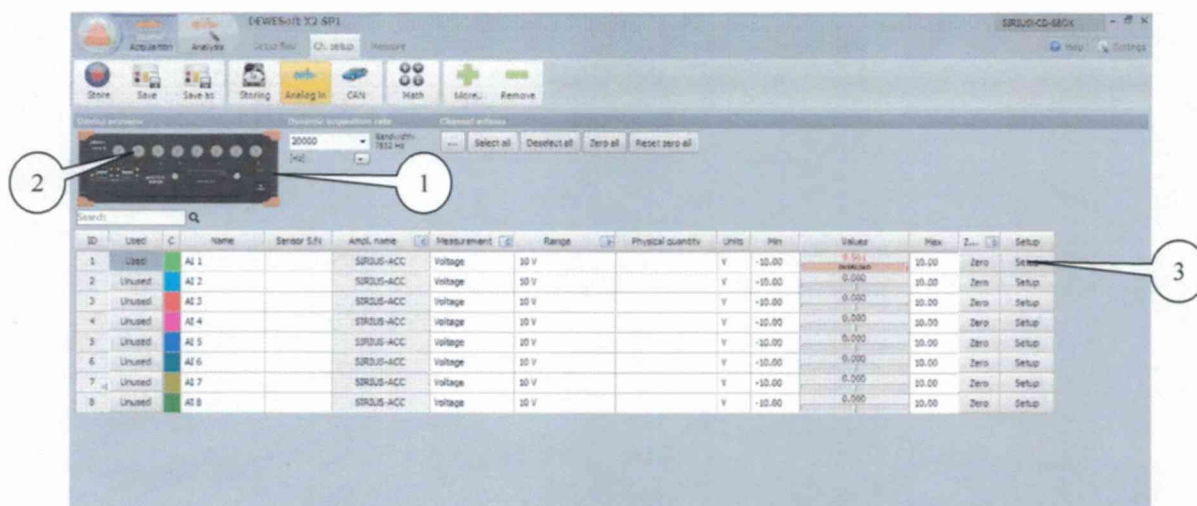 DEWESoft X2 SP1
SIRIUS-CD-SBOX
Acquisition Analysis Setup files Ch. setup Measure
Help Settings
Store Save Save as Storing Analog in CAN Math More... Remove
Device preview Dynamic acquisition rate Channel actions
20000 Bandwidth: 7812 Hz
[Hz]
... Select all Deselect all Zero all Reset zero all
2
1
Search
ID Used C Name Sensor S/N Ampl. name Measurement Range Physical quantity Units Min Values Max Z... Setup
1 Used AI 1 SIRIUS-ACC Voltage 10 V V -10.00 OVERLOAD 10.00 Zero Setup
2 Unused AI 2 SIRIUS-ACC Voltage 10 V V -10.00 0.000 10.00 Zero Setup
3 Unused AI 3 SIRIUS-ACC Voltage 10 V V -10.00 0.000 10.00 Zero Setup
4 Unused AI 4 SIRIUS-ACC Voltage 10 V V -10.00 0.000 10.00 Zero Setup
5 Unused AI 5 SIRIUS-ACC Voltage 10 V V -10.00 0.000 10.00 Zero Setup
6 Unused AI 6 SIRIUS-ACC Voltage 10 V V -10.00 0.000 10.00 Zero Setup
7 Unused AI 7 SIRIUS-ACC Voltage 10 V V -10.00 0.000 10.00 Zero Setup
8 Unused AI 8 SIRIUS-ACC Voltage 10 V V -10.00 0.000 10.00 Zero Setup
3